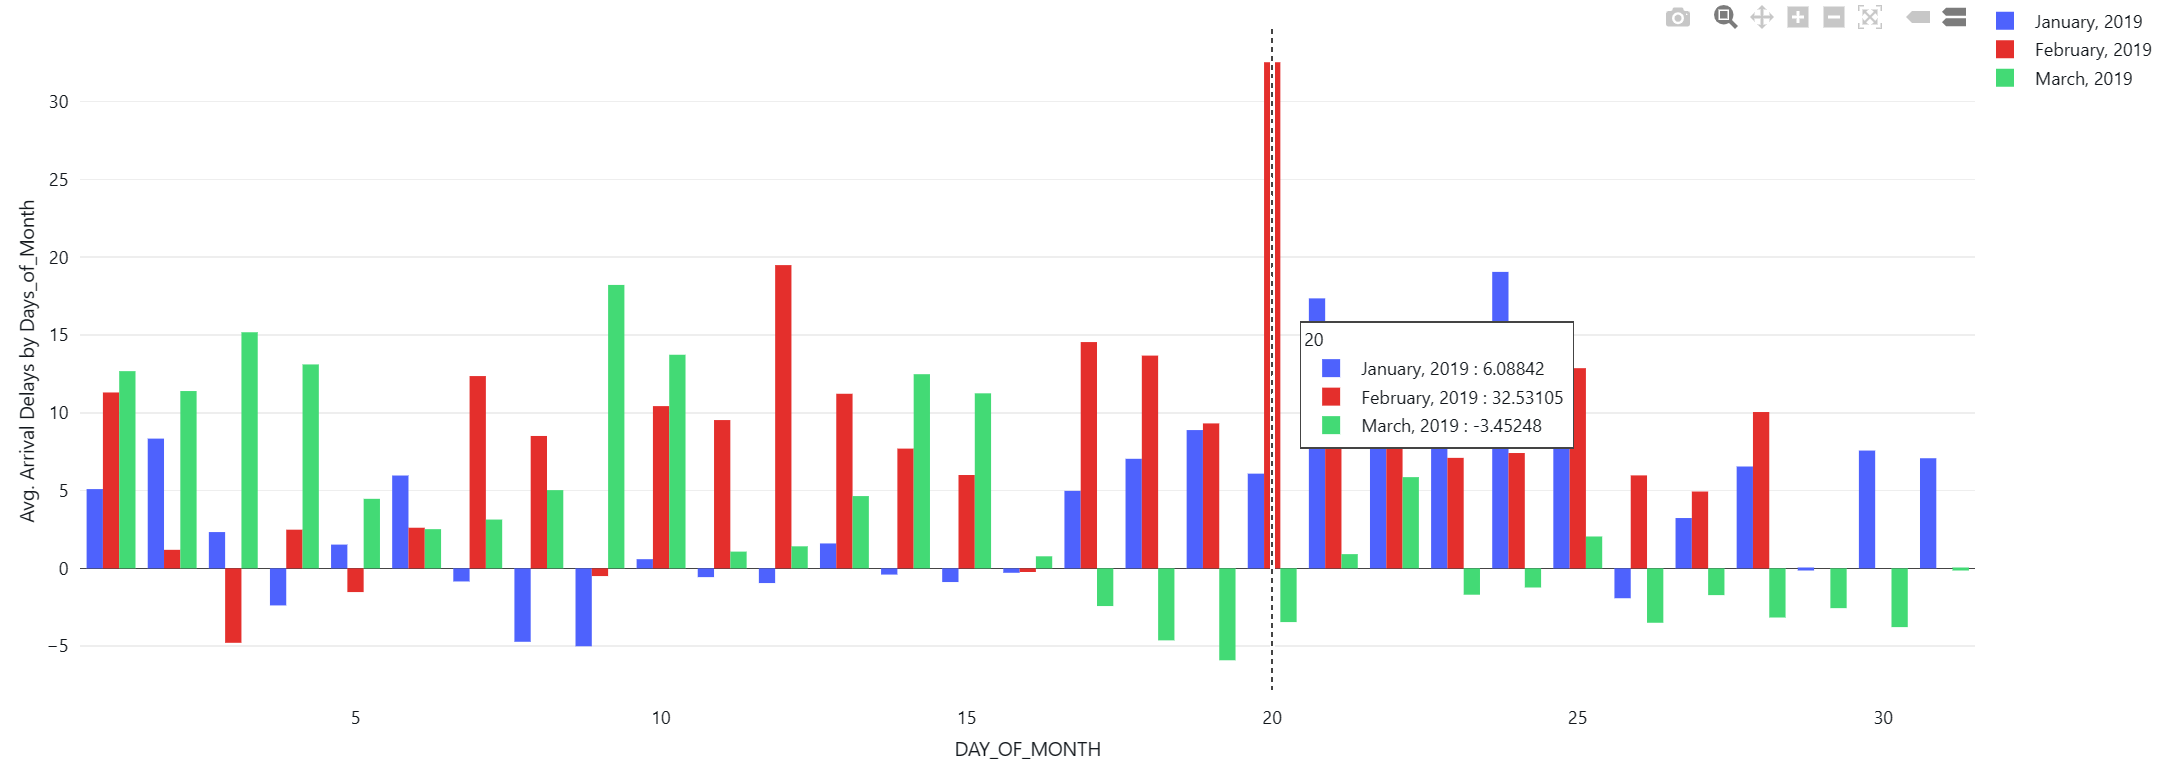 January, 2019
February, 2019
March, 2019
Avg. Arrival Delays by Days_of_Month
30
25
20
15
10
5
0
−5
20
January, 2019 : 6.08842
February, 2019 : 32.53105
March, 2019 : -3.45248
5
10
15
20
25
30
DAY_OF_MONTH